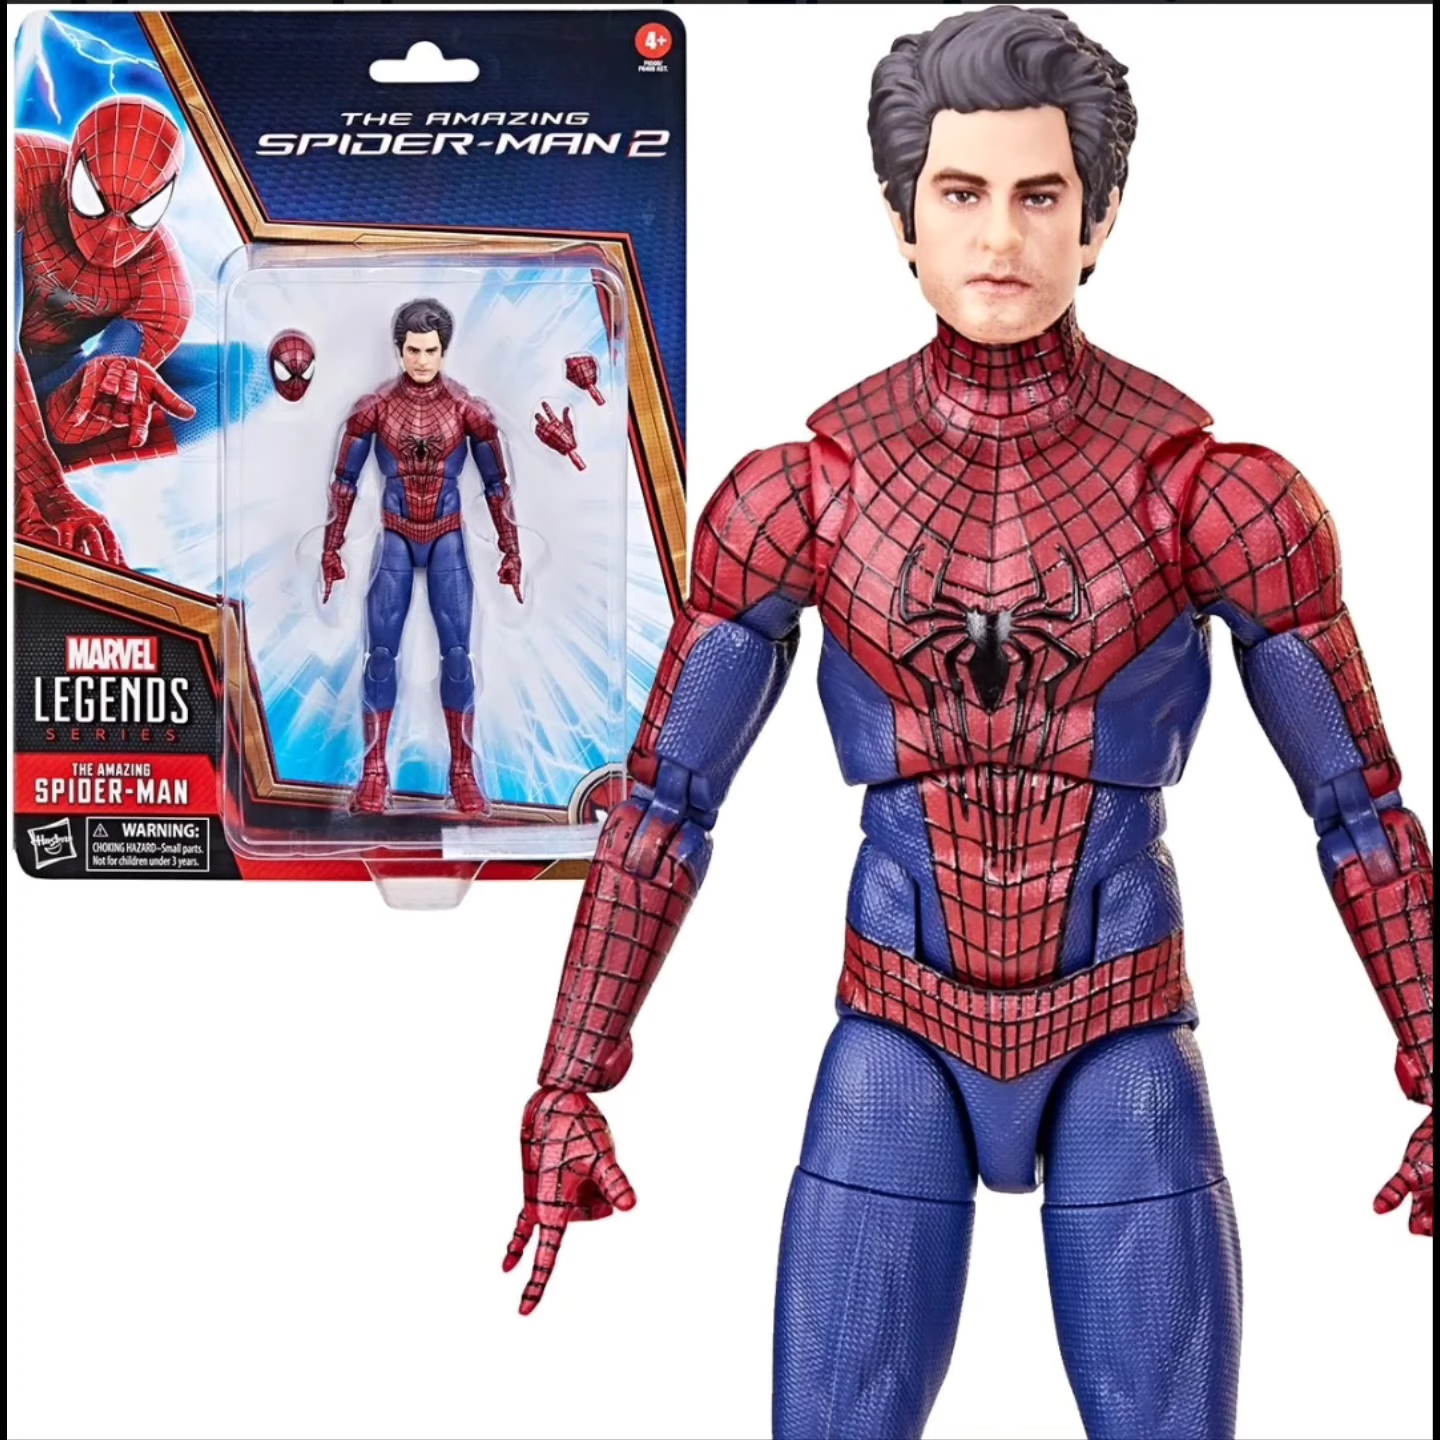 4+
THE AMAZING
SPIDER-MAN 2
MARVEL
LEGENDS
SERIES
THE AMAZING
SPIDER-MAN
Hasbro
WARNING:
CHOKING HAZARD–Small parts.
Not for children under 3 years.